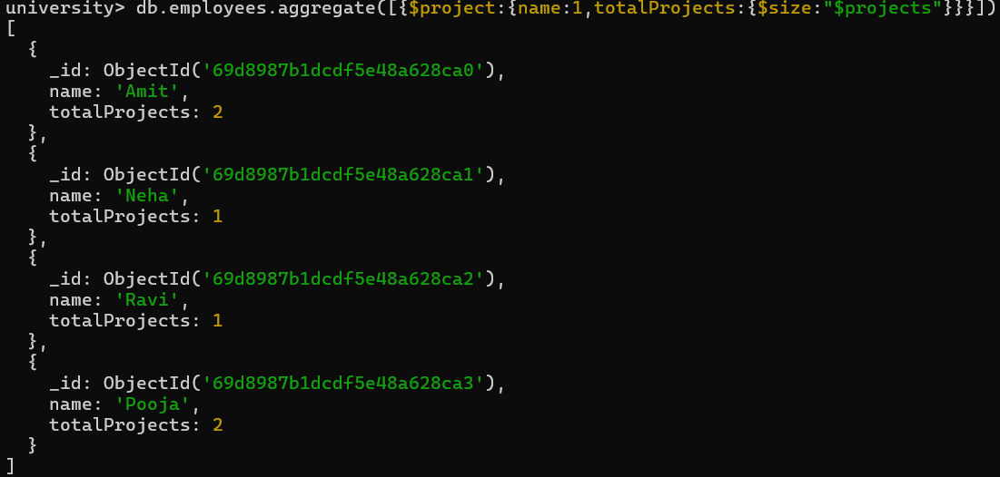 university> db.employees.aggregate([{$project:{name:1,totalProjects:{$size:"$projects"}}}])
[
  {
    _id: ObjectId('69d8987b1dcdf5e48a628ca0'),
    name: 'Amit',
    totalProjects: 2
  },
  {
    _id: ObjectId('69d8987b1dcdf5e48a628ca1'),
    name: 'Neha',
    totalProjects: 1
  },
  {
    _id: ObjectId('69d8987b1dcdf5e48a628ca2'),
    name: 'Ravi',
    totalProjects: 1
  },
  {
    _id: ObjectId('69d8987b1dcdf5e48a628ca3'),
    name: 'Pooja',
    totalProjects: 2
  }
]